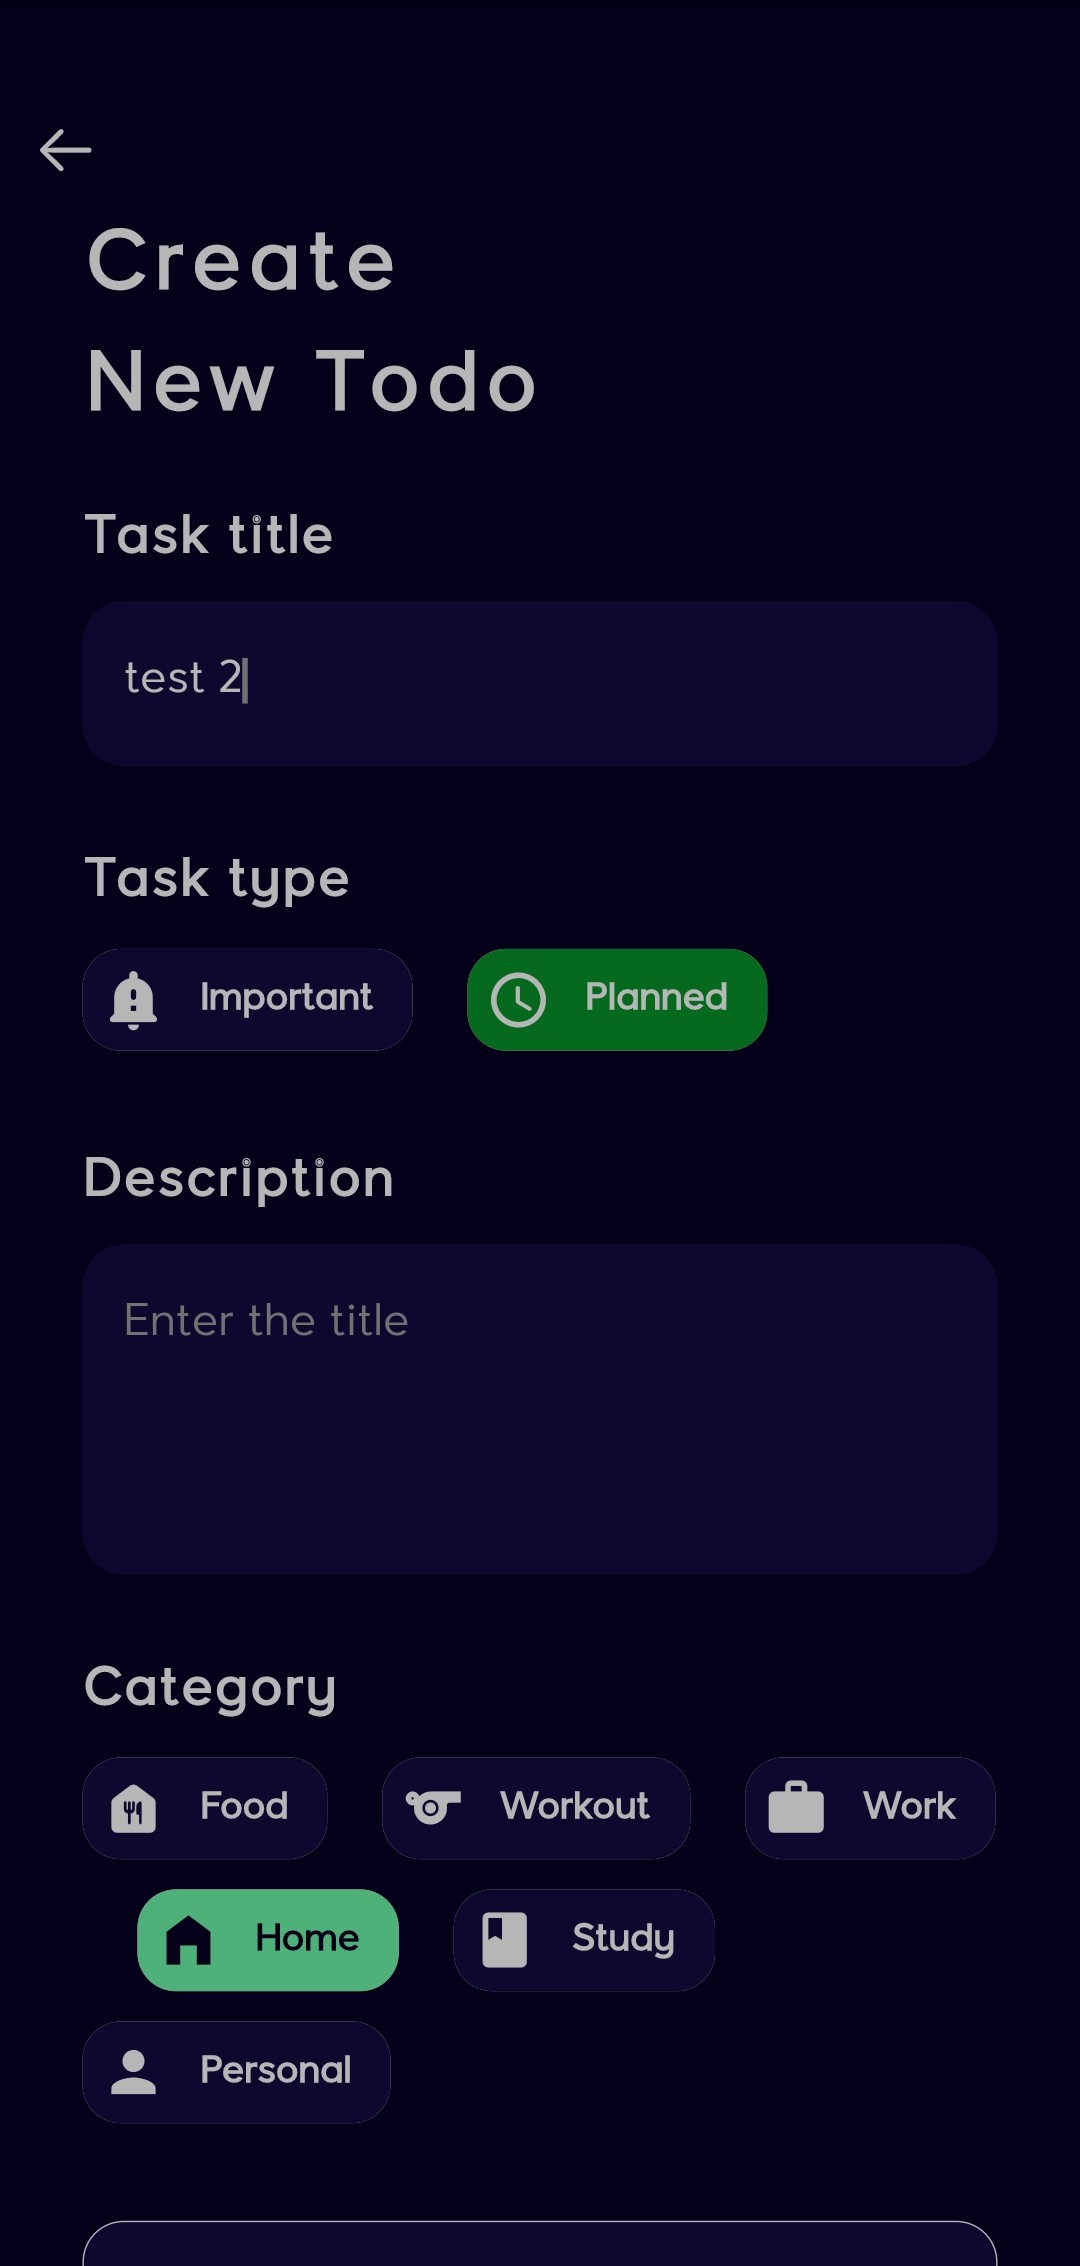 Create
New Todo
Task title
test 2
Task type
Important Planned
Description
Enter the title
Category
Food Workout Work
Home Study
Personal